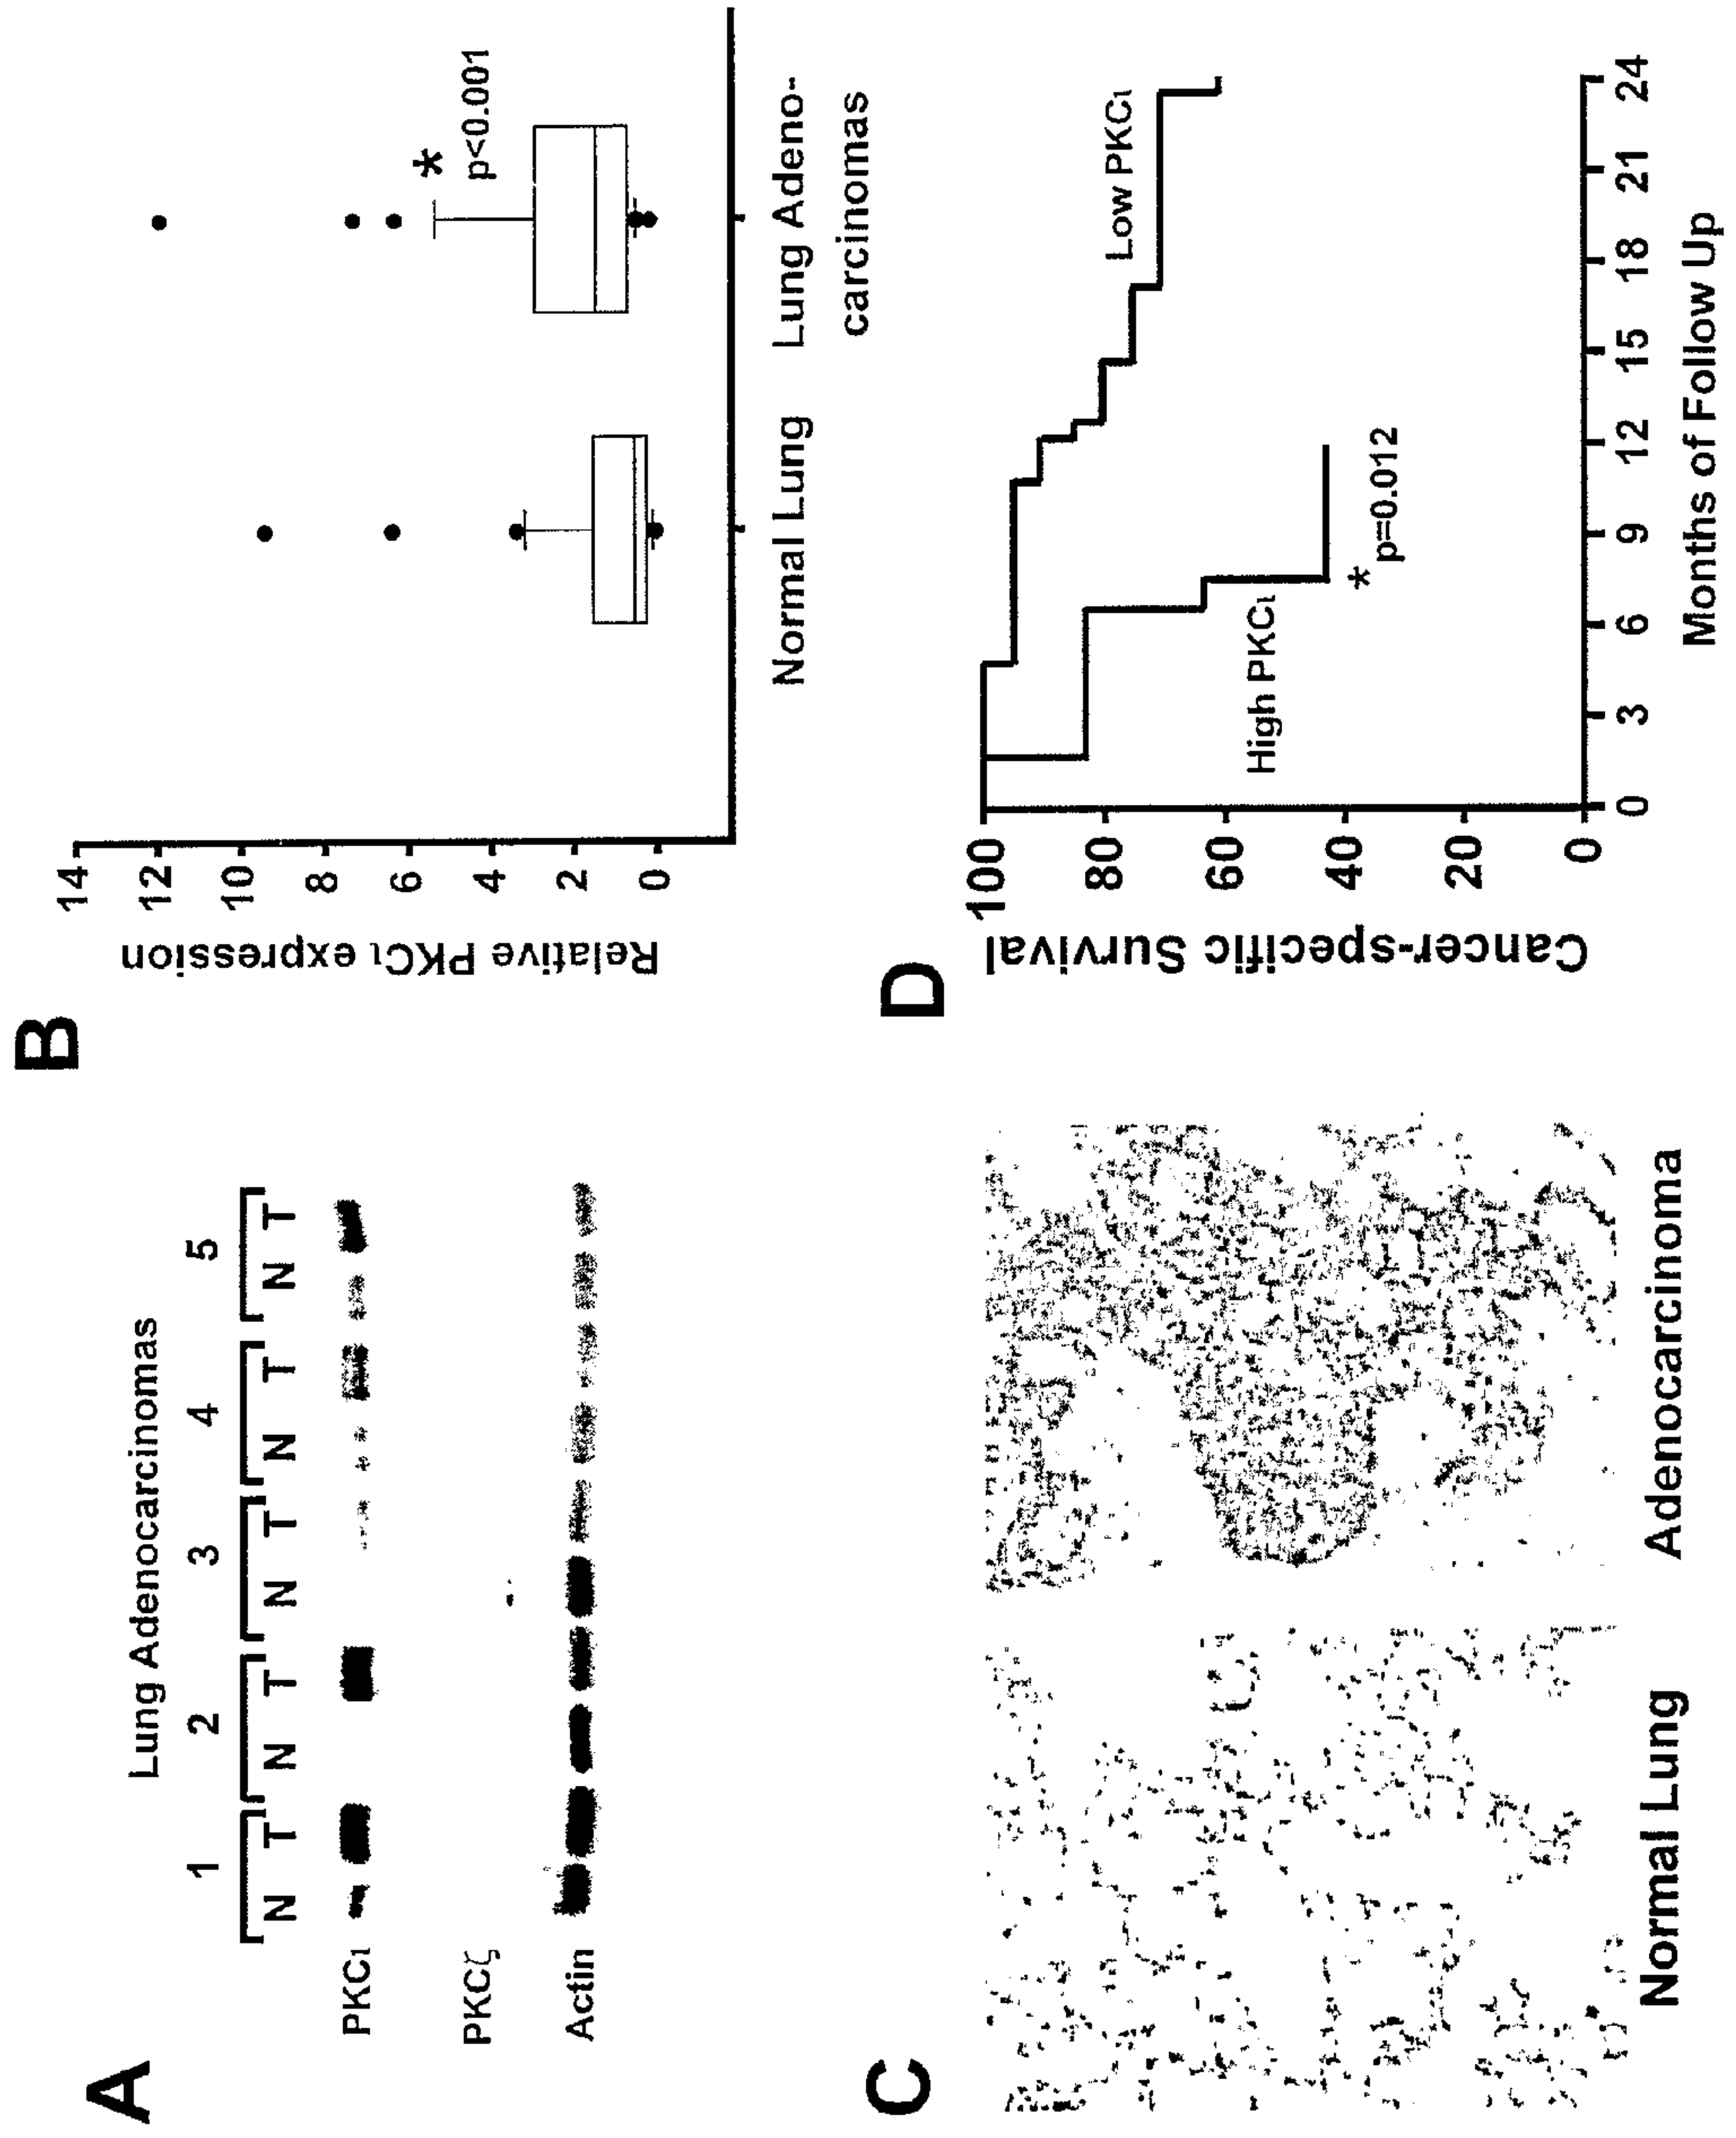 A
Lung Adenocarcinomas
1 2 3 4 5
N T N T N T N T N T
PKCι
PKCζ
Actin
B
Relative PKCι expression
14
12
10
8
6
4
2
0
*
p<0.001
Normal Lung
Lung Adeno-
carcinomas
C
Normal Lung
Adenocarcinoma
D
Cancer-specific Survival
100
80
60
40
20
0
Low PKCι
High PKCι
*
p=0.012
0 3 6 9 12 15 18 21 24
Months of Follow Up